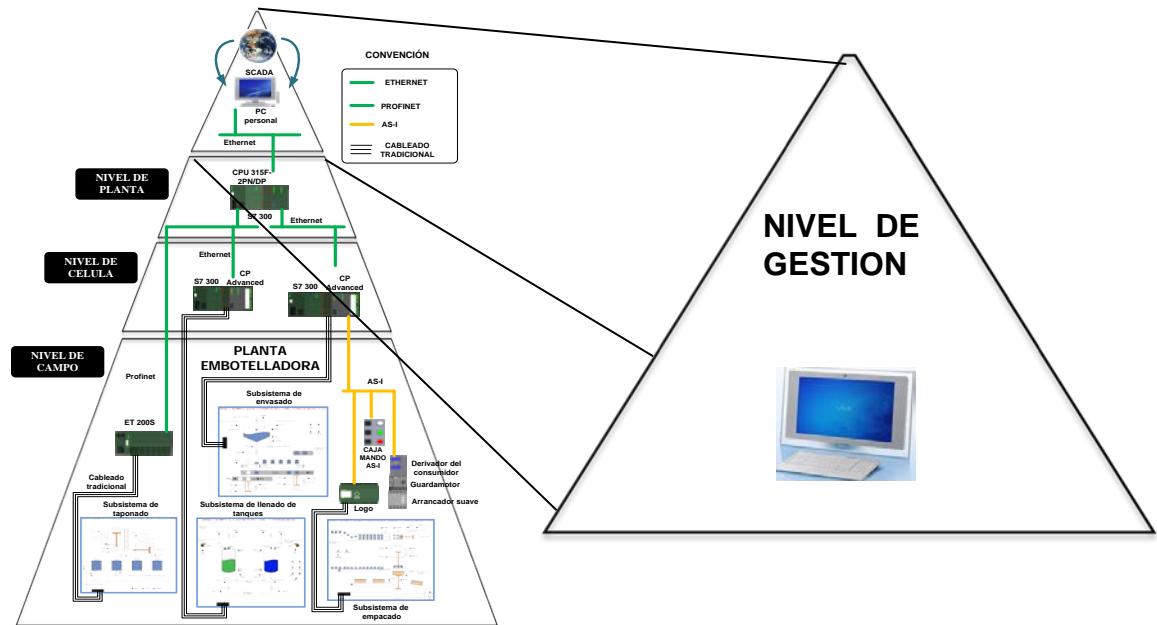 SCADA
PC
personal
Ethernet
CONVENCIÓN
ETHERNET
PROFINET
AS-I
CABLEADO
TRADICIONAL
NIVEL DE
PLANTA
CPU 315F-
2PN/DP
S7 300
Ethernet
NIVEL DE
CELULA
Ethernet
S7 300
CP
Advanced
S7 300
CP
Advanced
NIVEL DE
CAMPO
PLANTA
EMBOTELLADORA
Profinet
AS-I
Subsistema de
envasado
ET 200S
CAJA
MANDO
AS-I
Derivador del
consumidor
Guardamotor
Arrancador suave
Logo
Cableado
tradicional
Subsistema de
taponado
Subsistema de llenado de
tanques
Subsistema de
empacado
NIVEL DE
GESTION